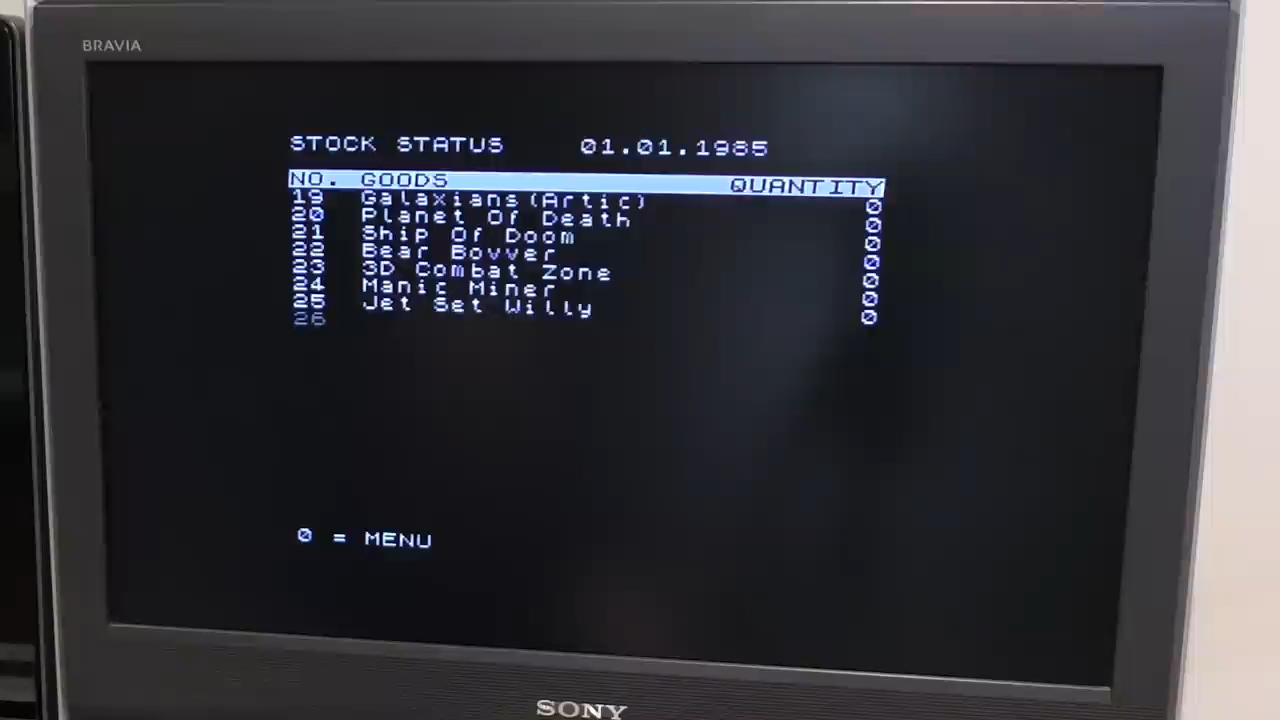 BRAVIA
STOCK STATUS 01.01.1985
NO. GOODS QUANTITY
19 Galaxians(Artic) 0
20 Planet Of Death 0
21 Ship Of Doom 0
22 Bear Bovver 0
23 3D Combat Zone 0
24 Manic Miner 0
25 Jet Set Willy 0
26
0 = MENU
SONY